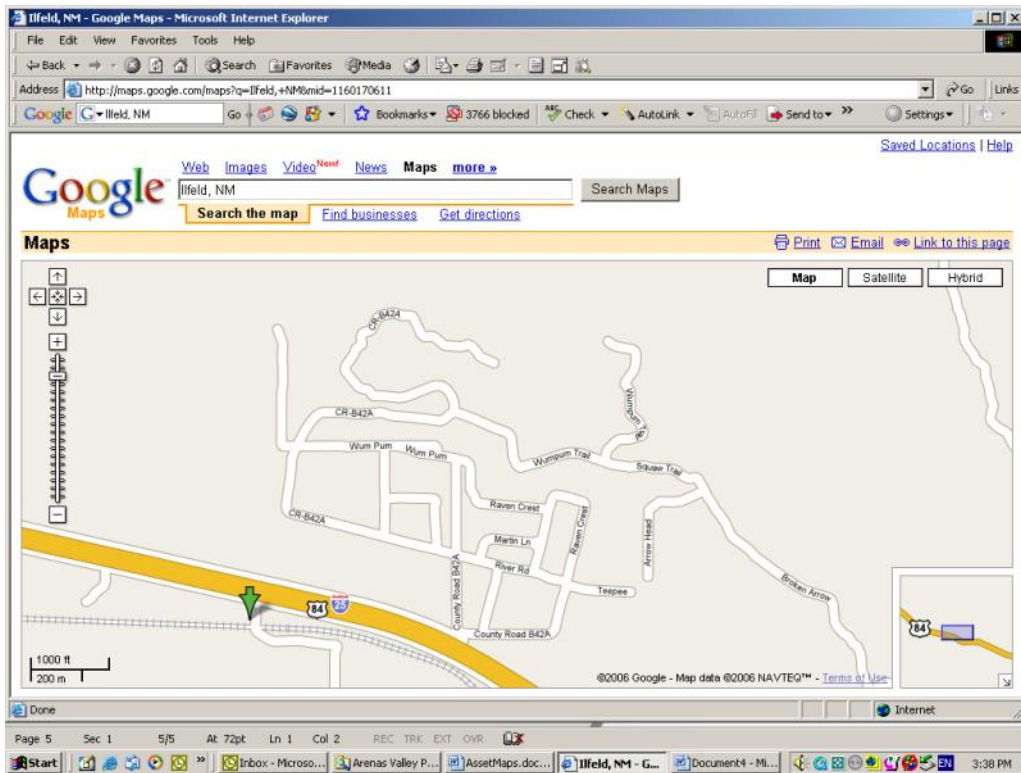 Ilfeld, NM - Google Maps - Microsoft Internet Explorer
File Edit View Favorites Tools Help
Back Search Favorites Media
Address http://maps.google.com/maps?q=Ilfeld,+NM&mid=1160170611 Go Links
Google G Ilfeld, NM Go Bookmarks 3766 blocked ABC Check AutoLink AutoFill Send to » Settings
Saved Locations | Help
Web Images Video New! News Maps more »
Google Maps
Ilfeld, NM Search Maps
Search the map Find businesses Get directions
Maps Print Email Link to this page
Map Satellite Hybrid
CR-B42A
CR-B42A
Wumpum Trail
Wum Pum
Wum Pum
Wumpum Trail
Squaw Trail
Raven Crest
CR-B42A
Raven Crest
Martin Ln
Arrow Head
River Rd
County Road B42A
Teepee
Broken Arrow
84
25
84
County Road B42A
1000 ft
200 m
©2006 Google - Map data ©2006 NAVTEQ™ - Terms of Use
Done Internet
Page 5 Sec 1 5/5 At 72pt Ln 1 Col 2 REC TRK EXT OVR
Start » Inbox - Microso... Arenas Valley P... AssetMaps.doc... Ilfeld, NM - G... Document4 - Mi... EN 3:38 PM